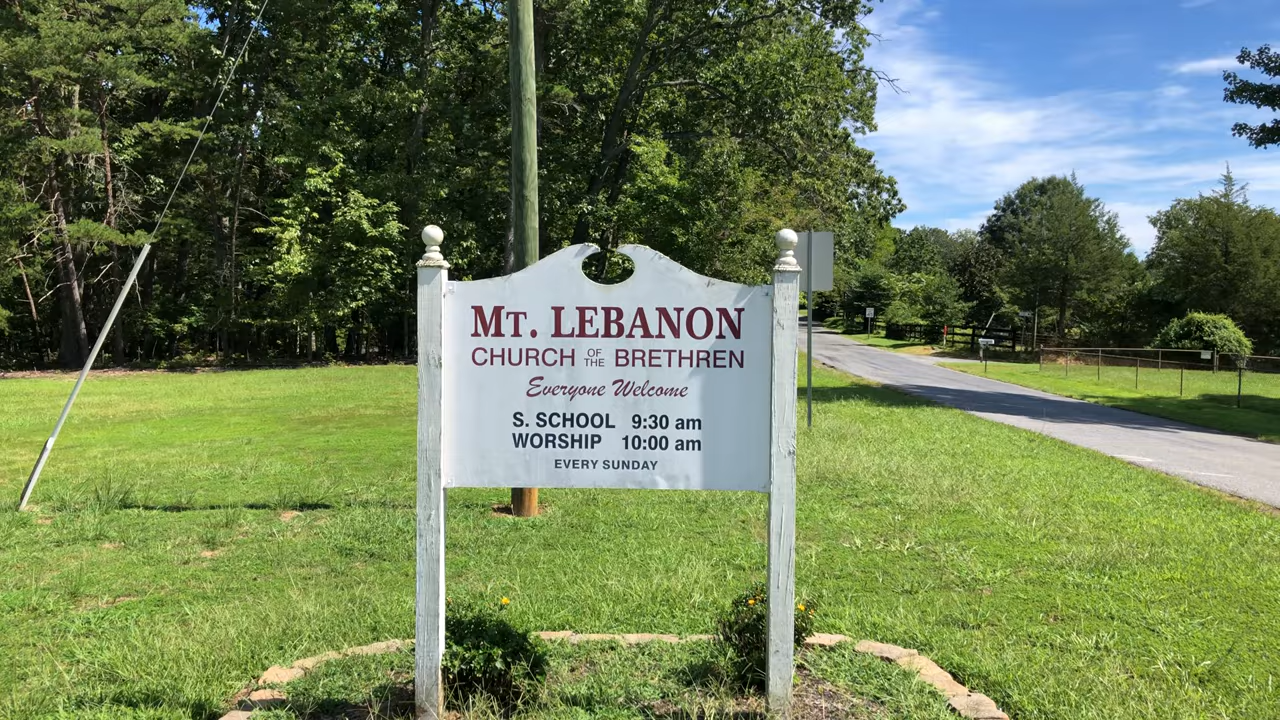 MT. LEBANON
CHURCH OF THE BRETHREN
Everyone Welcome
S. SCHOOL 9:30 am
WORSHIP 10:00 am
EVERY SUNDAY